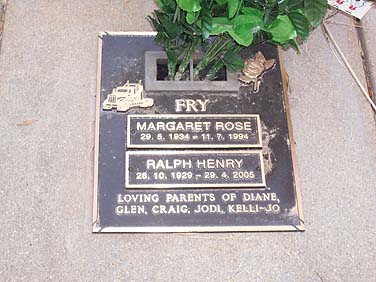 FRY
MARGARET ROSE
29. 5. 1934 – 11. 7. 1994
RALPH HENRY
28. 10. 1929 – 29. 4. 2005
LOVING PARENTS OF DIANE,
GLEN, CRAIG, JODI, KELLI-JO